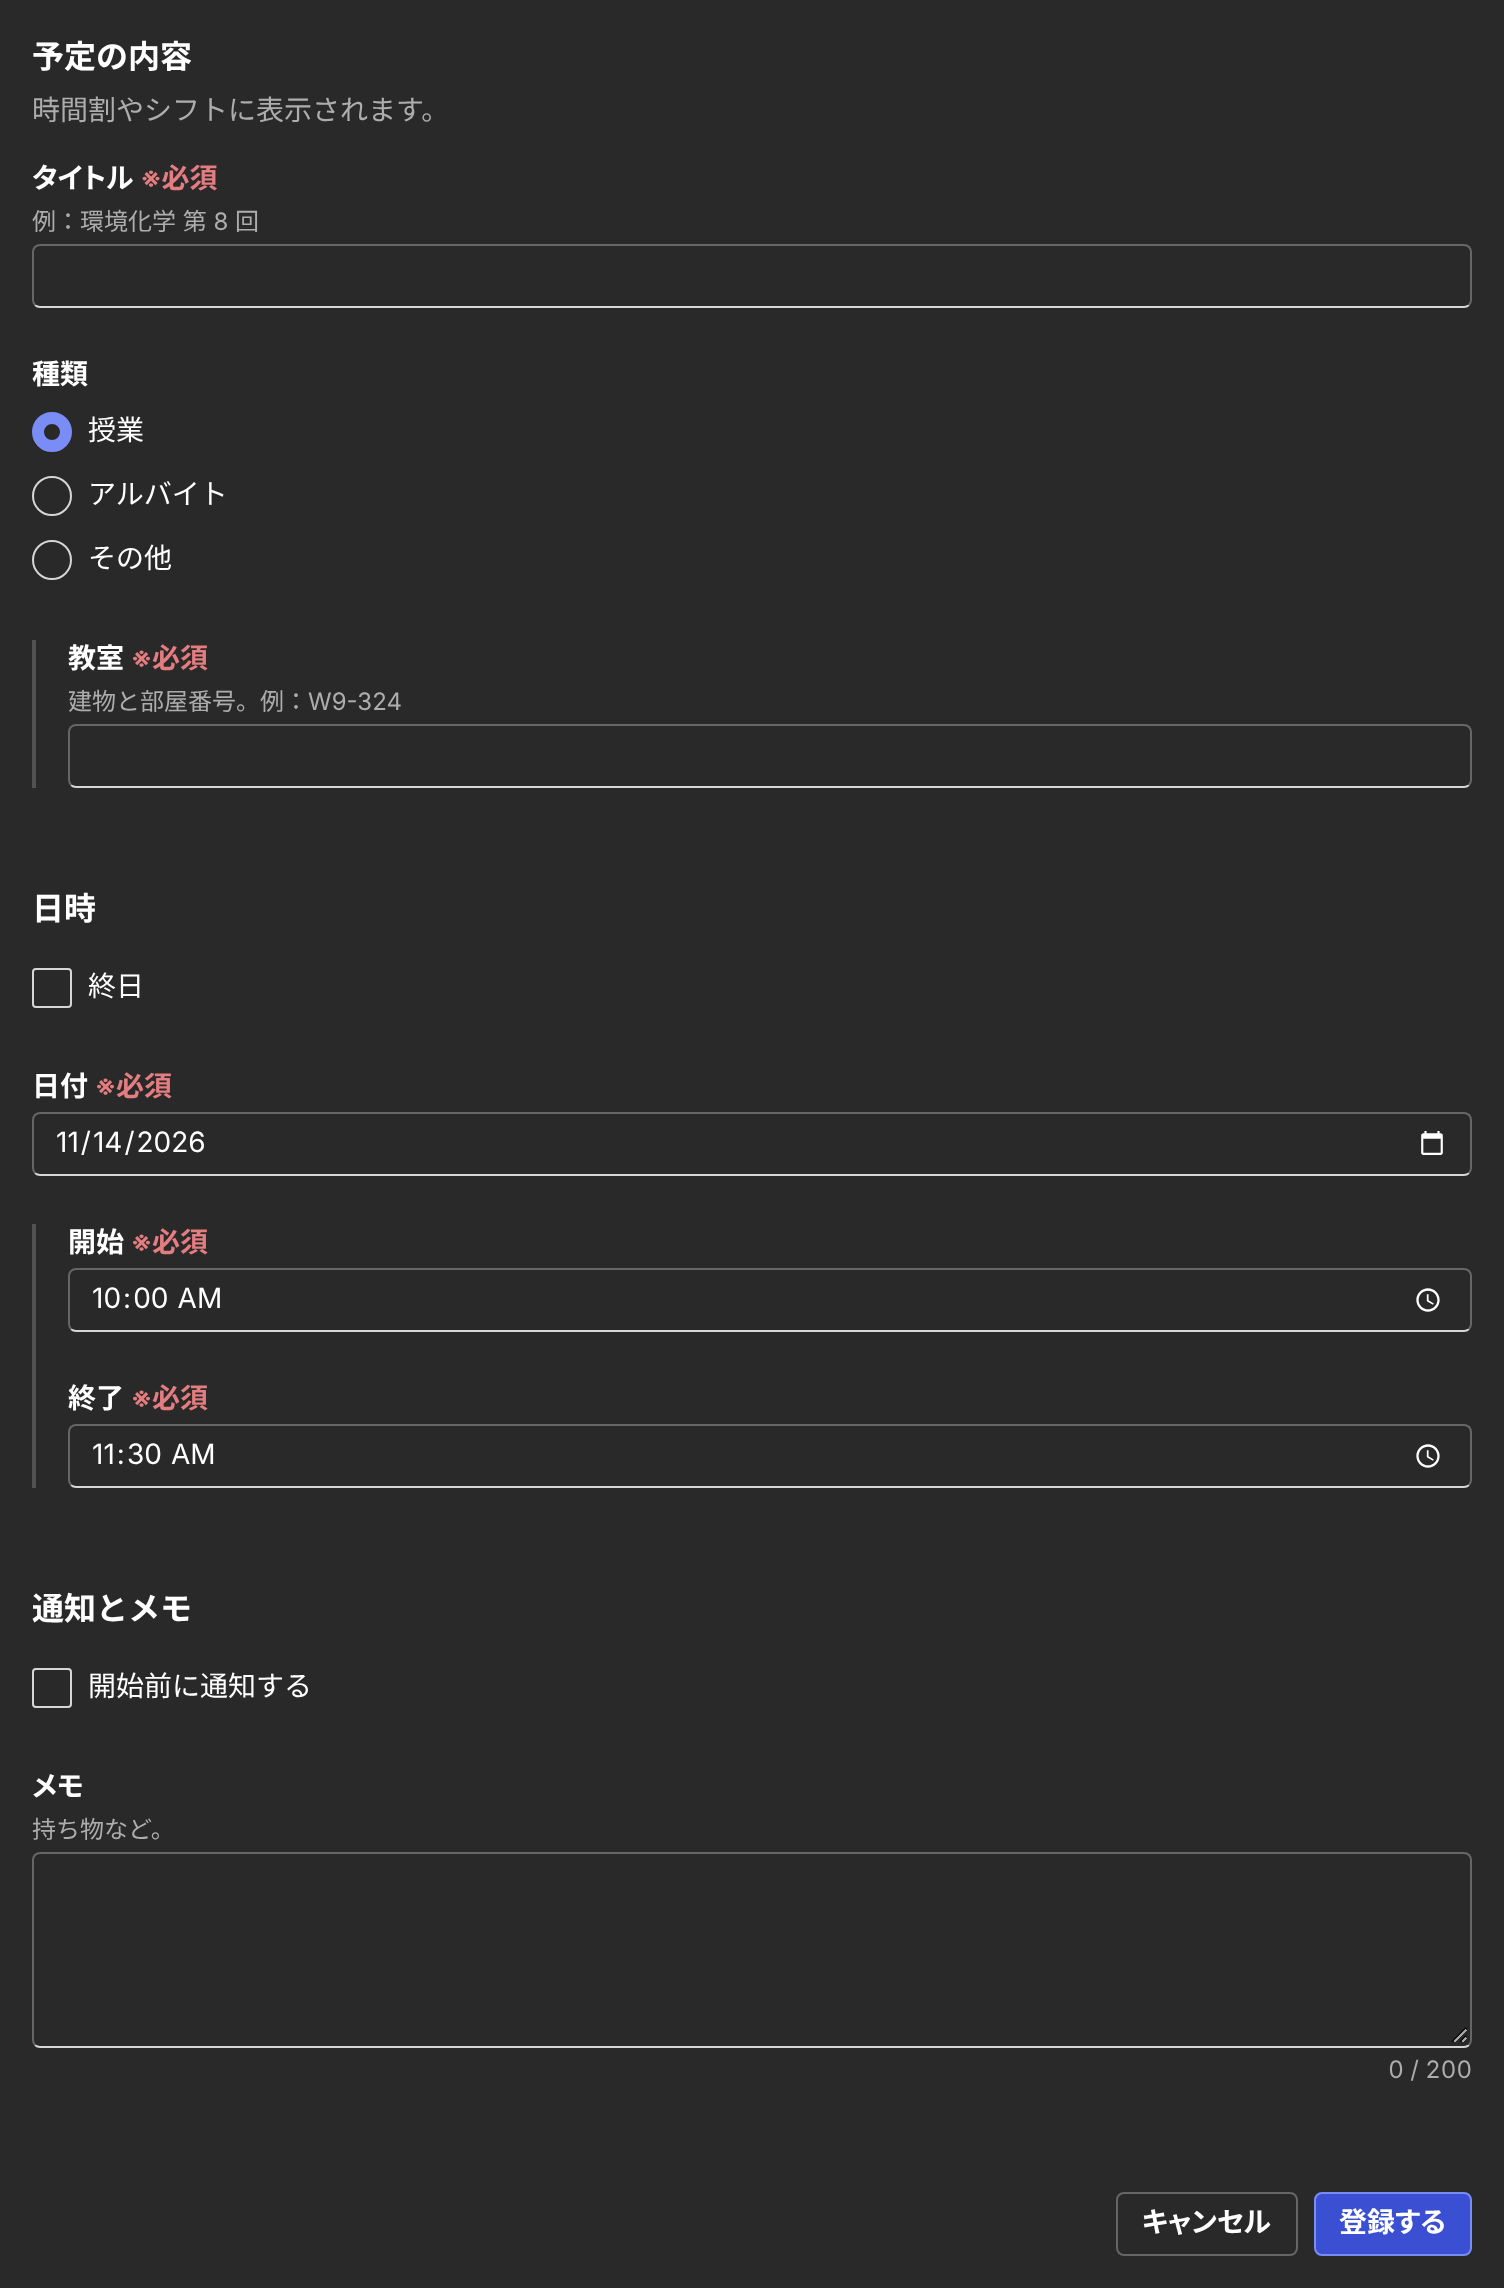 予定の内容
時間割やシフトに表示されます。
タイトル ※必須
例：環境化学 第 8 回
種類
授業
アルバイト
その他
教室 ※必須
建物と部屋番号。例：W9-324
日時
終日
日付 ※必須
11/14/2026
開始 ※必須
10:00 AM
終了 ※必須
11:30 AM
通知とメモ
開始前に通知する
メモ
持ち物など。
0 / 200
キャンセル 登録する